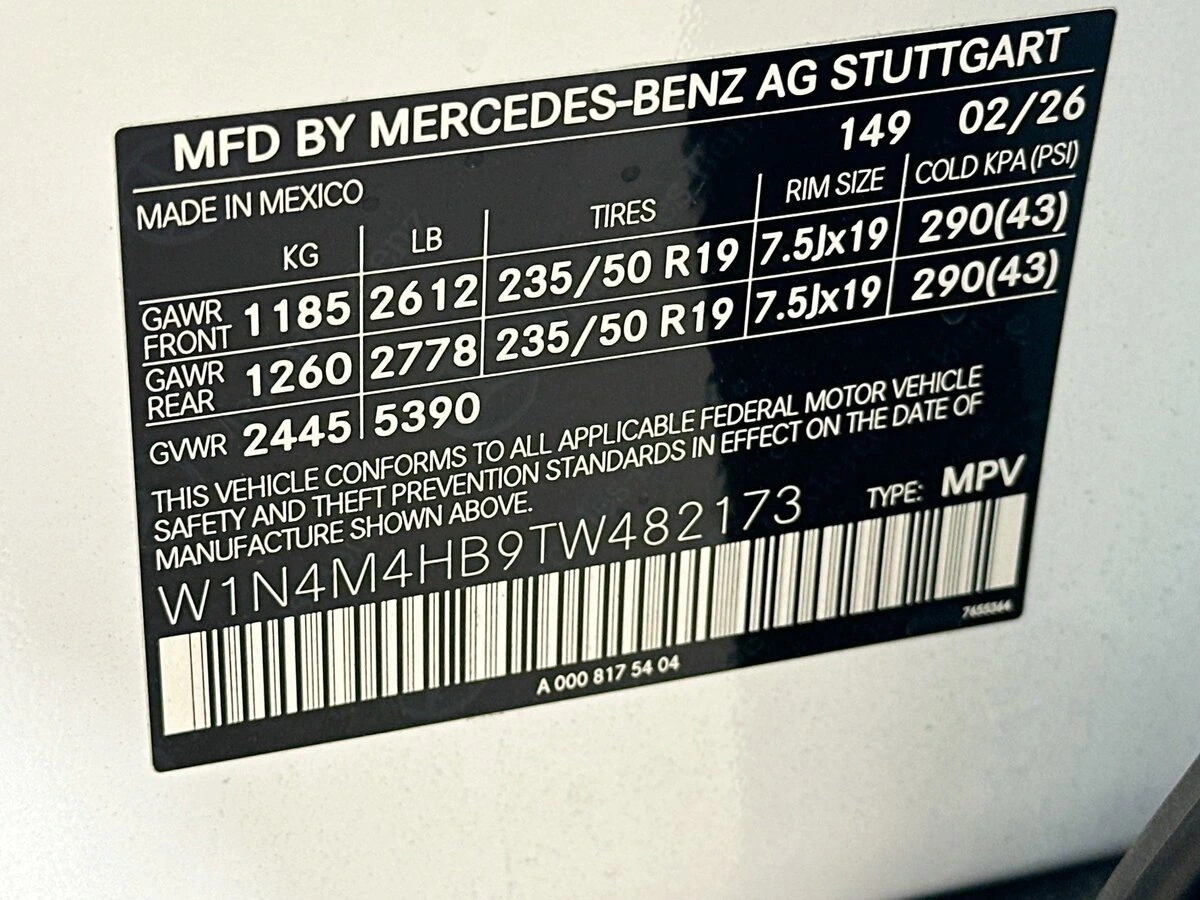 MFD BY MERCEDES-BENZ AG STUTTGART
149 02/26
MADE IN MEXICO
KG LB TIRES RIM SIZE COLD KPA (PSI)
GAWR FRONT 1185 2612 235/50 R19 7.5Jx19 290(43)
GAWR REAR 1260 2778 235/50 R19 7.5Jx19 290(43)
GVWR 2445 5390
THIS VEHICLE CONFORMS TO ALL APPLICABLE FEDERAL MOTOR VEHICLE
SAFETY AND THEFT PREVENTION STANDARDS IN EFFECT ON THE DATE OF
MANUFACTURE SHOWN ABOVE.
W1N4M4HB9TW482173 TYPE: MPV
7455364
A 000 817 54 04